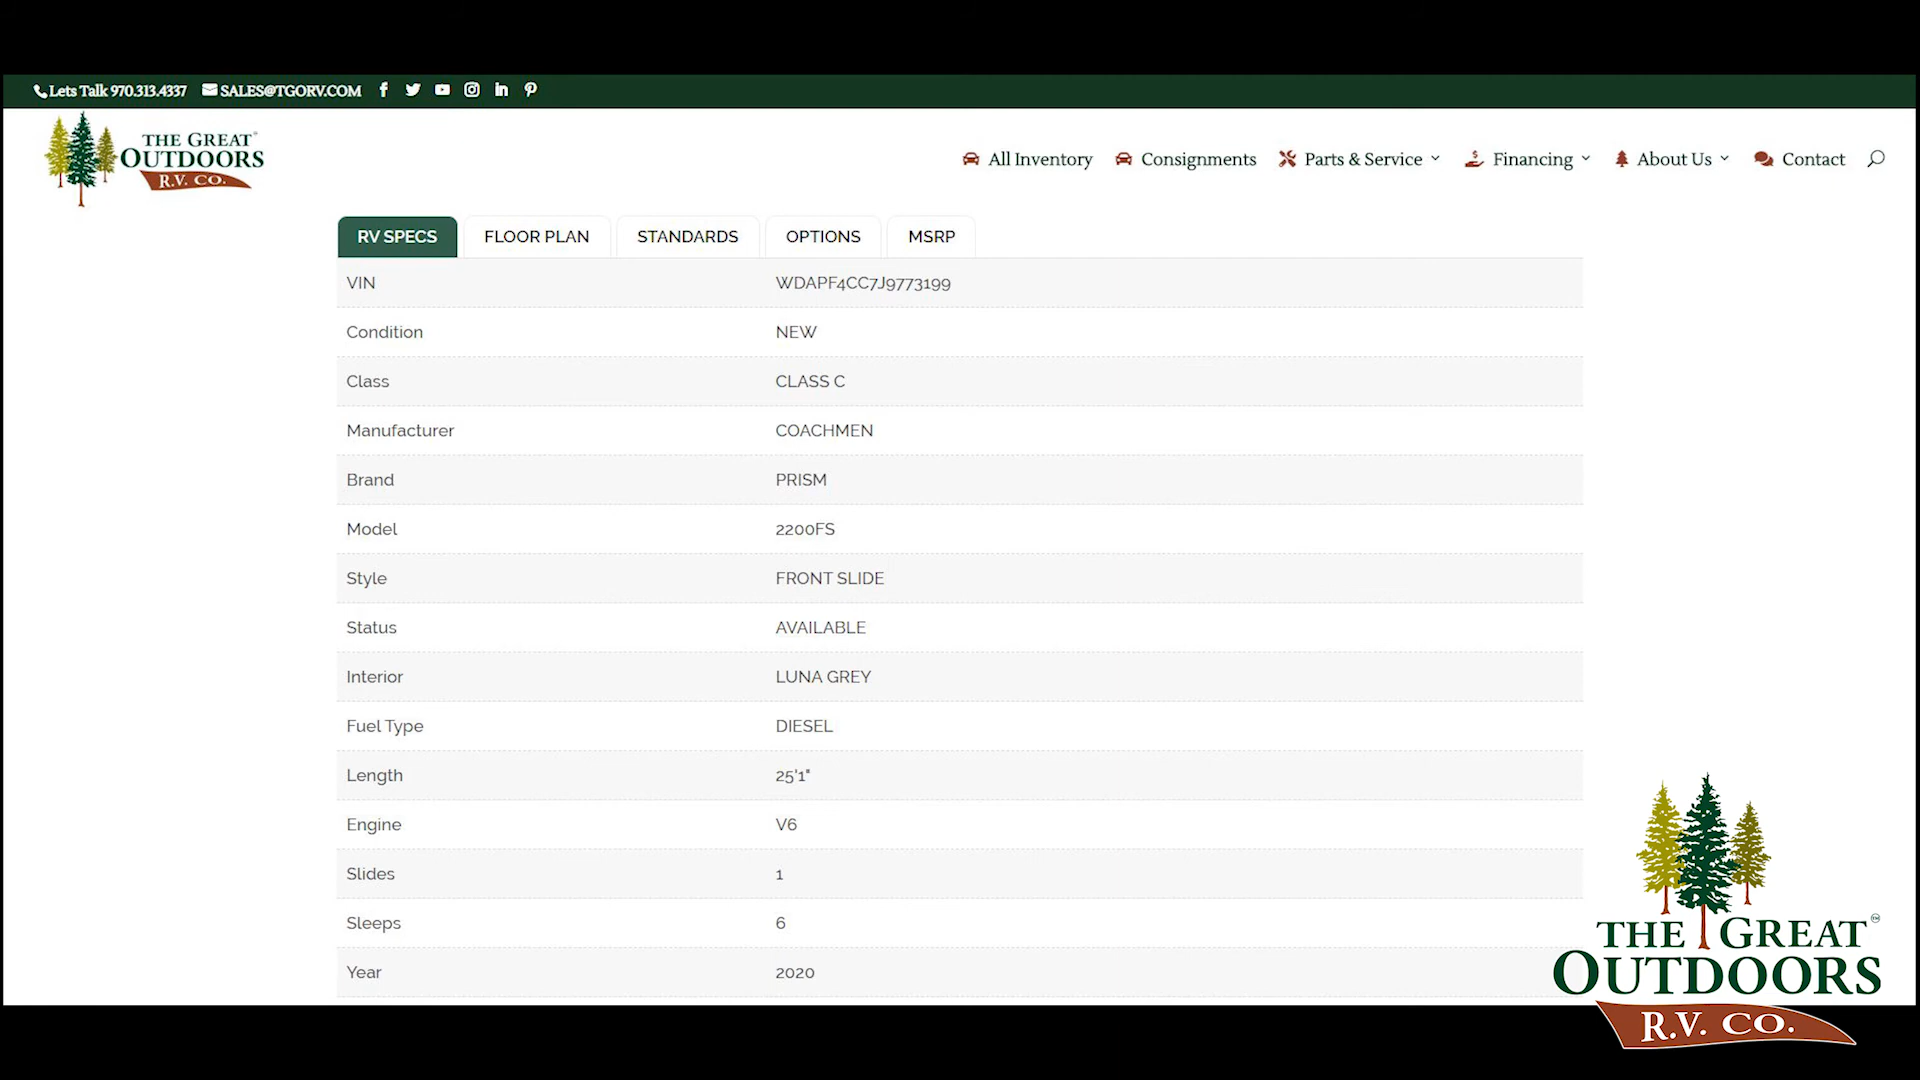 Lets Talk 970.313.4337 SALES@TGORV.COM
THE GREAT
OUTDOORS
R.V. CO.
All Inventory Consignments Parts & Service Financing About Us Contact
RV SPECS FLOOR PLAN STANDARDS OPTIONS MSRP
VIN WDAPF4CC7J9773199
Condition NEW
Class CLASS C
Manufacturer COACHMEN
Brand PRISM
Model 2200FS
Style FRONT SLIDE
Status AVAILABLE
Interior LUNA GREY
Fuel Type DIESEL
Length 25'1"
Engine V6
Slides 1
Sleeps 6
Year 2020
THE GREAT™
OUTDOORS
R.V. CO.